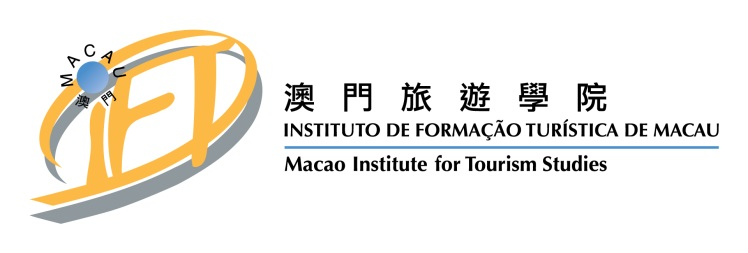 MACAU
澳門
IFT
澳門旅遊學院
INSTITUTO DE FORMAÇÃO TURÍSTICA DE MACAU
Macao Institute for Tourism Studies